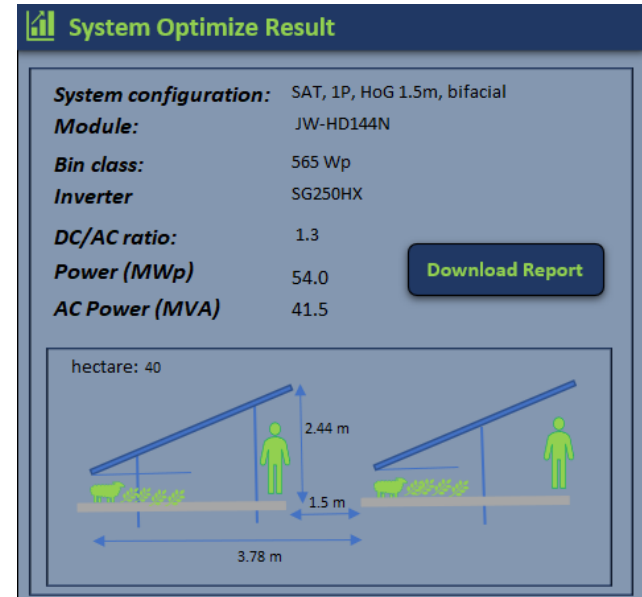 System Optimize Result
System configuration: SAT, 1P, HoG 1.5m, bifacial
Module: JW-HD144N
Bin class: 565 Wp
Inverter SG250HX
DC/AC ratio: 1.3
Power (MWp) 54.0
Download Report
AC Power (MVA) 41.5
hectare: 40
2.44 m
1.5 m
3.78 m